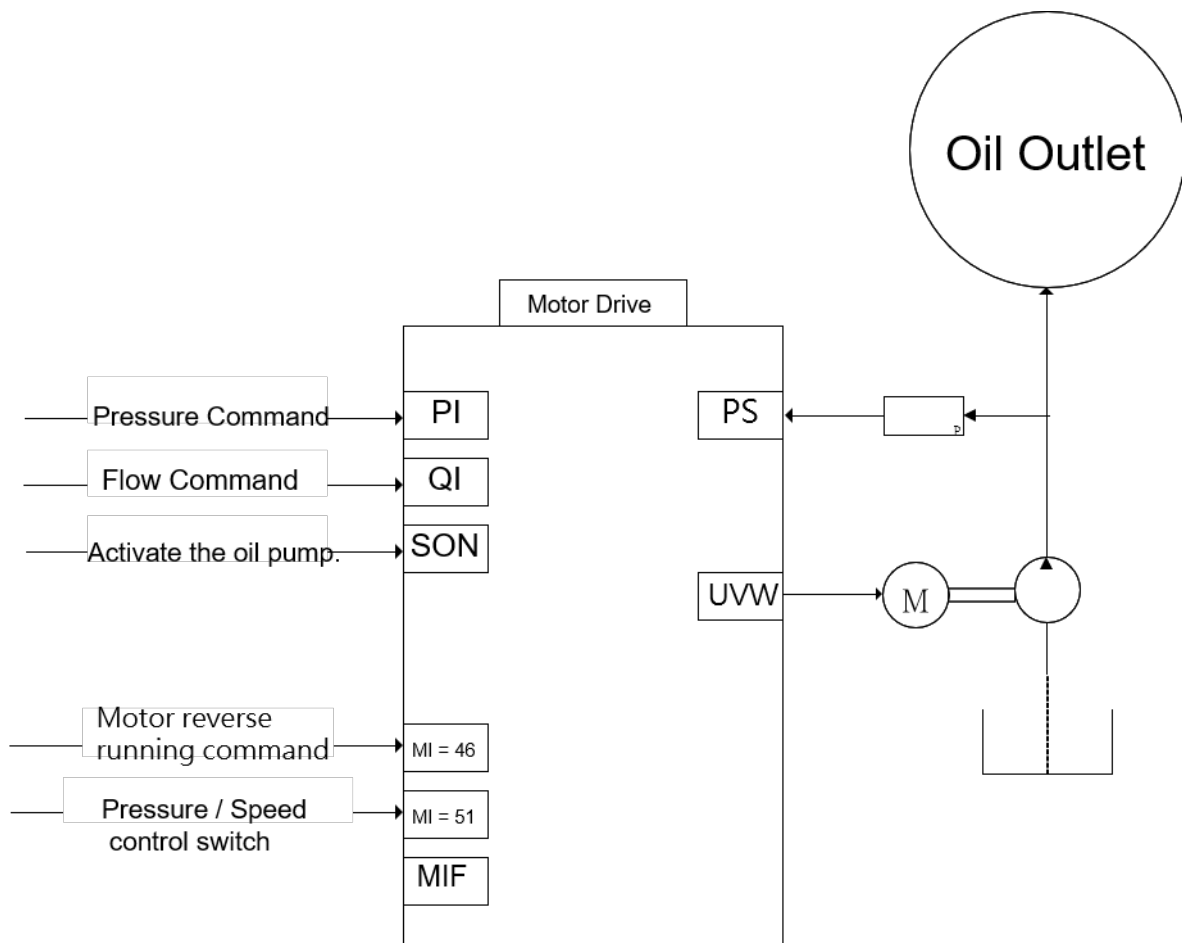 Oil Outlet
Motor Drive
Pressure Command
PI
PS
P
Flow Command
QI
Activate the oil pump.
SON
UVW
M
Motor reverse
running command
MI = 46
Pressure / Speed
control switch
MI = 51
MIF